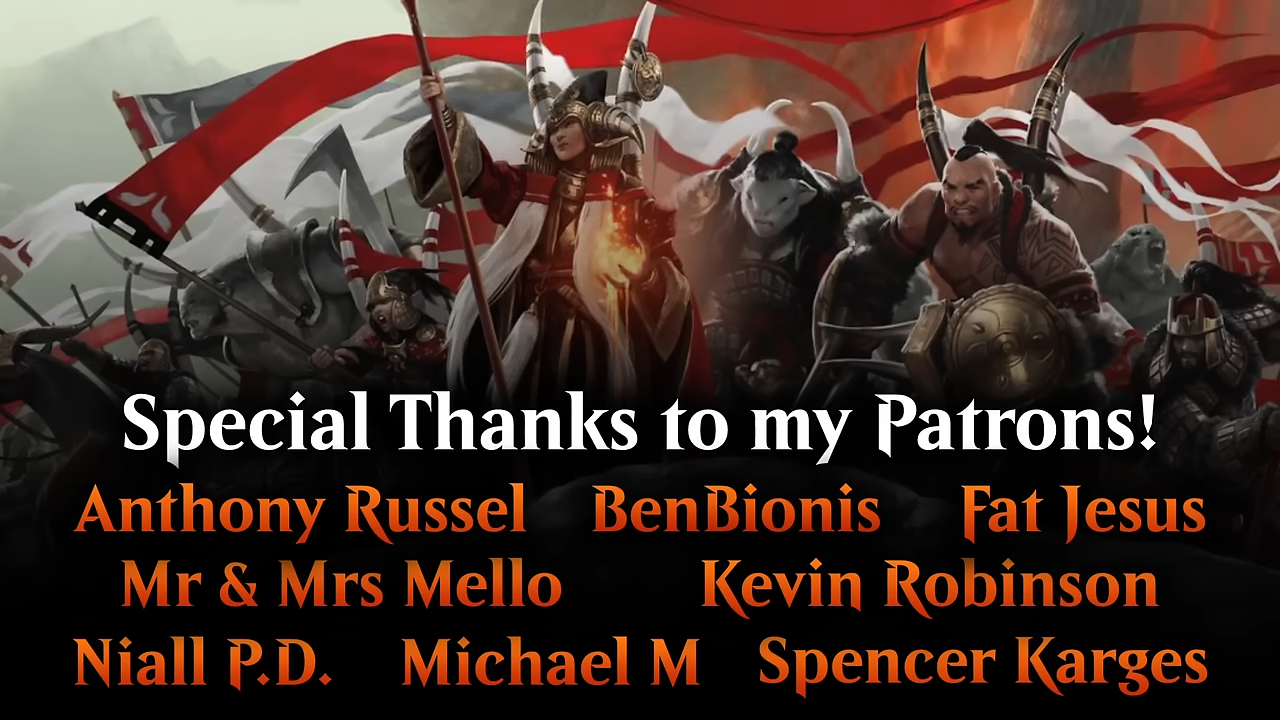 Special Thanks to my Patrons!
Anthony Russel BenBionis Fat Jesus
Mr & Mrs Mello Kevin Robinson
Niall P.D. Michael M Spencer Karges